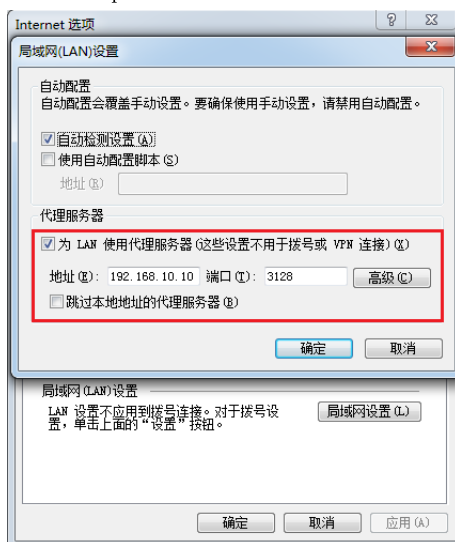 Internet 选项
局域网(LAN)设置
自动配置
自动配置会覆盖手动设置。要确保使用手动设置，请禁用自动配置。
自动检测设置(A)
使用自动配置脚本(S)
地址(R)
代理服务器
为 LAN 使用代理服务器(这些设置不用于拨号或 VPN 连接)(X)
地址(E): 192.168.10.10 端口(T): 3128 高级(C)
跳过本地地址的代理服务器(B)
确定 取消
局域网(LAN)设置
LAN 设置不应用到拨号连接。对于拨号设置，单击上面的“设置”按钮。 局域网设置(L)
确定 取消 应用(A)